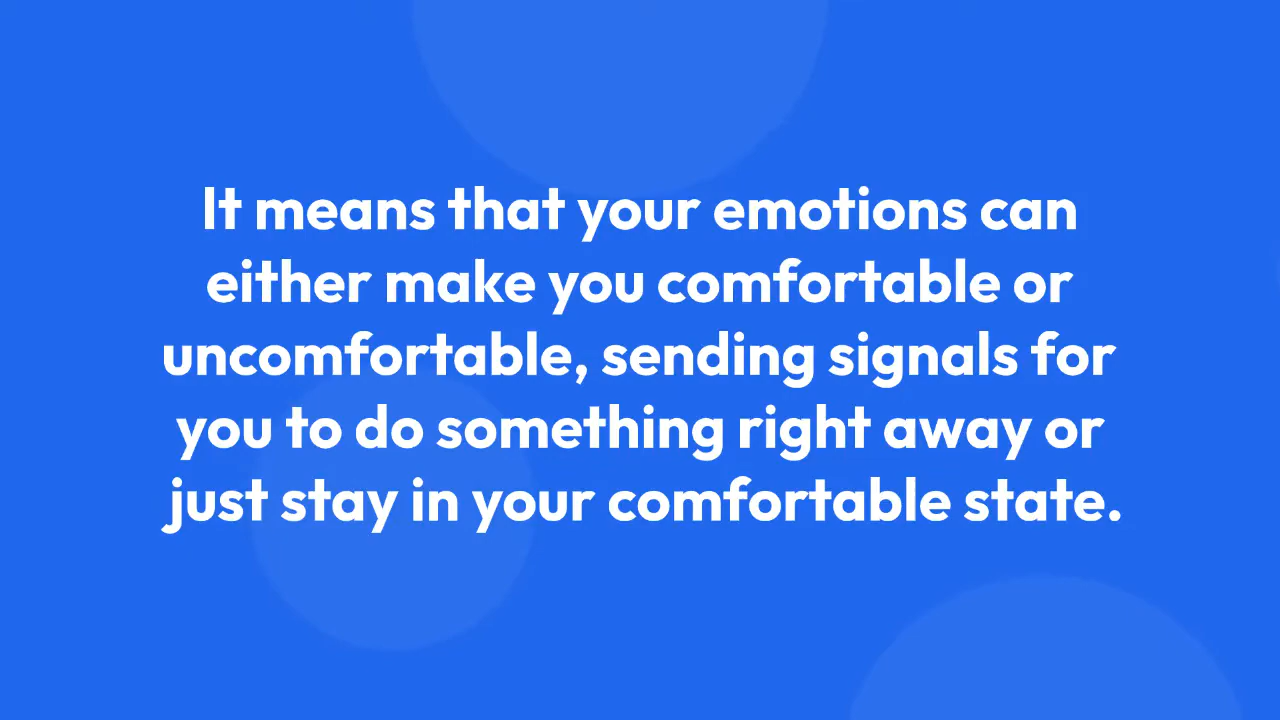 It means that your emotions can
either make you comfortable or
uncomfortable, sending signals for
you to do something right away or
just stay in your comfortable state.